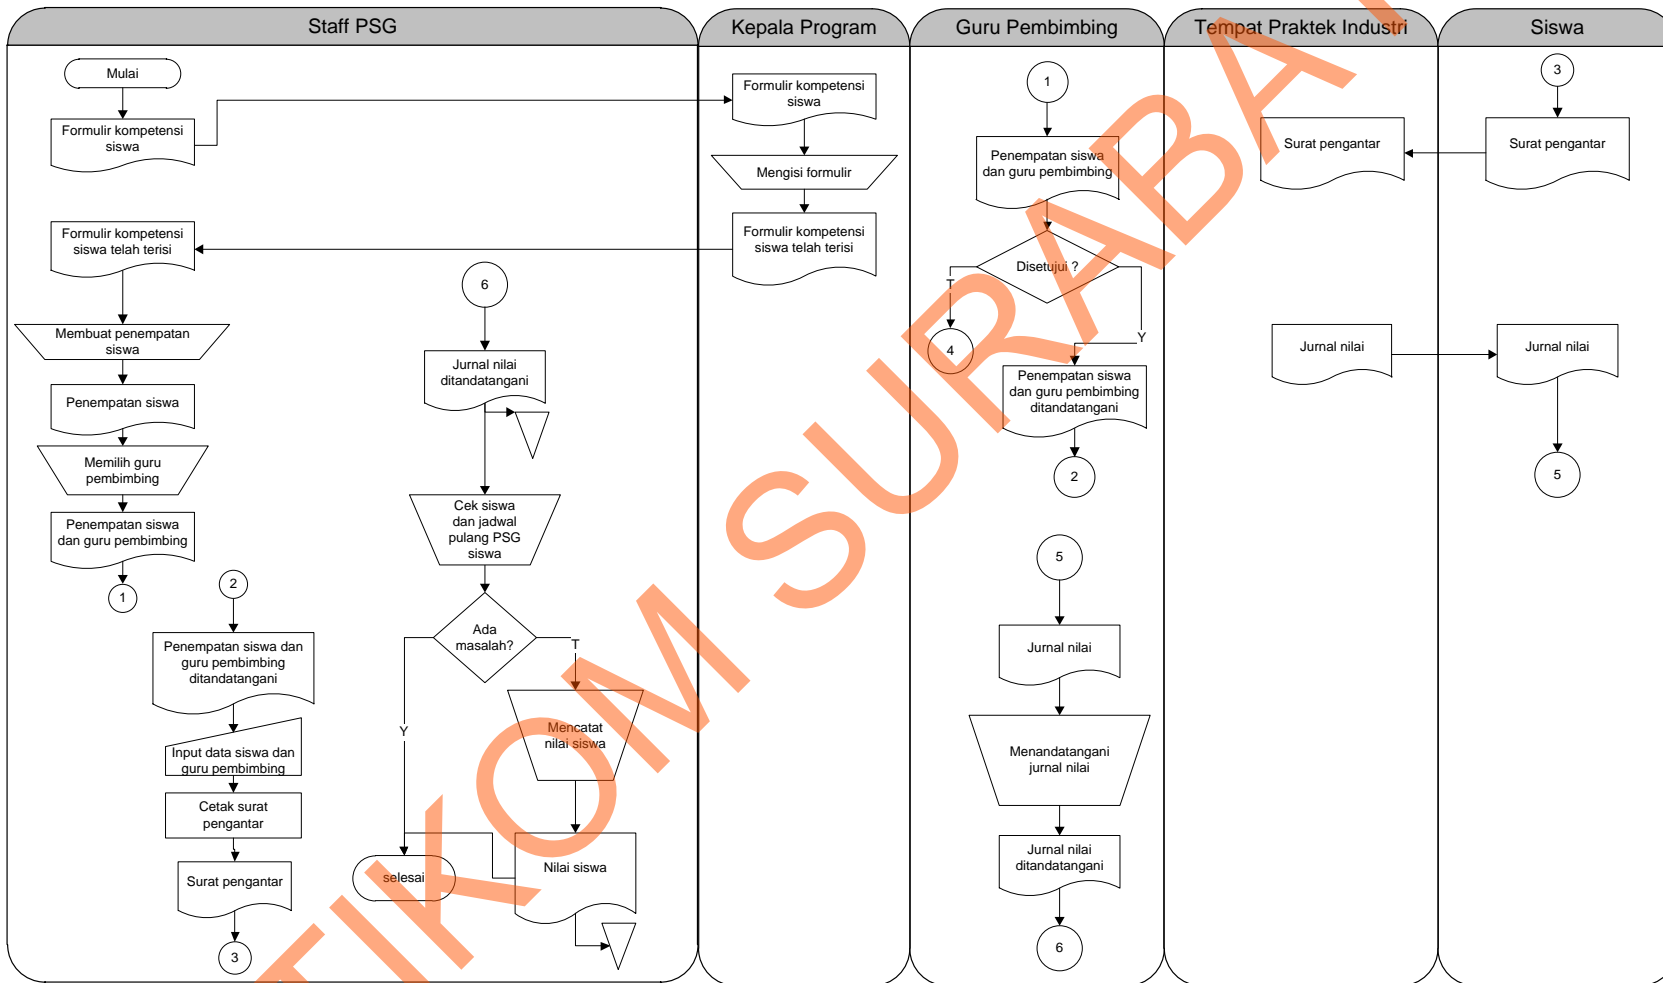 Staff PSG
Kepala Program
Guru Pembimbing
Tempat Praktek Industri
Siswa
Mulai
Formulir kompetensi
siswa
Formulir kompetensi
siswa telah terisi
Membuat penempatan
siswa
Penempatan siswa
Memilih guru
pembimbing
Penempatan siswa
dan guru pembimbing
1
2
Penempatan siswa dan
guru pembimbing
ditandatangani
Input data siswa dan
guru pembimbing
Cetak surat
pengantar
Surat pengantar
3
6
Jurnal nilai
ditandatangani
Cek siswa
dan jadwal
pulang PSG
siswa
Ada
masalah?
T
Y
Mencatat
nilai siswa
Nilai siswa
selesai
Formulir kompetensi
siswa
Mengisi formulir
Formulir kompetensi
siswa telah terisi
1
Penempatan siswa
dan guru pembimbing
Disetujui ?
T
Y
4
Penempatan siswa
dan guru pembimbing
ditandatangani
2
5
Jurnal nilai
Menandatangani
jurnal nilai
Jurnal nilai
ditandatangani
6
Surat pengantar
Jurnal nilai
3
Surat pengantar
Jurnal nilai
5
TIKOM SURABA